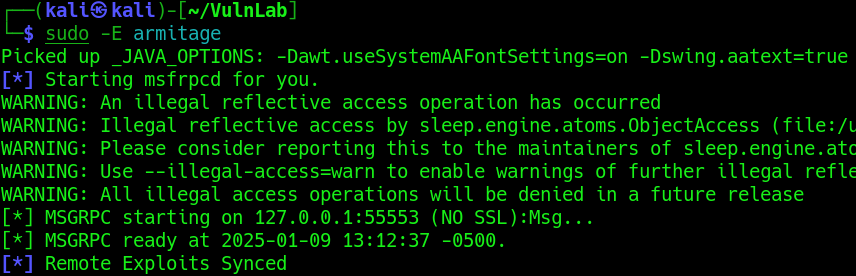 ┌──(kali㉿kali)-[~/VulnLab]
└─$ sudo -E armitage
Picked up _JAVA_OPTIONS: -Dawt.useSystemAAFontSettings=on -Dswing.aatext=true
[*] Starting msfrpcd for you.
WARNING: An illegal reflective access operation has occurred
WARNING: Illegal reflective access by sleep.engine.atoms.ObjectAccess (file:/u
WARNING: Please consider reporting this to the maintainers of sleep.engine.ato
WARNING: Use --illegal-access=warn to enable warnings of further illegal refle
WARNING: All illegal access operations will be denied in a future release
[*] MSGRPC starting on 127.0.0.1:55553 (NO SSL):Msg...
[*] MSGRPC ready at 2025-01-09 13:12:37 -0500.
[*] Remote Exploits Synced